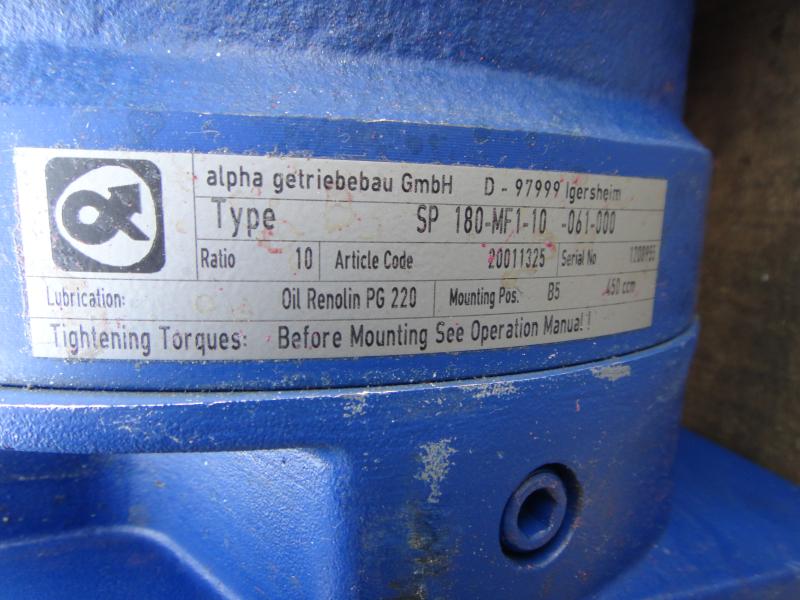 alpha getriebebau GmbH D - 97999 Igersheim
Type SP 180-MF1-10 -061-000
Ratio 10 Article Code 20011325 Serial No 1208955
Lubrication: Oil Renolin PG 220 Mounting Pos. B5 450 ccm
Tightening Torques: Before Mounting See Operation Manual!